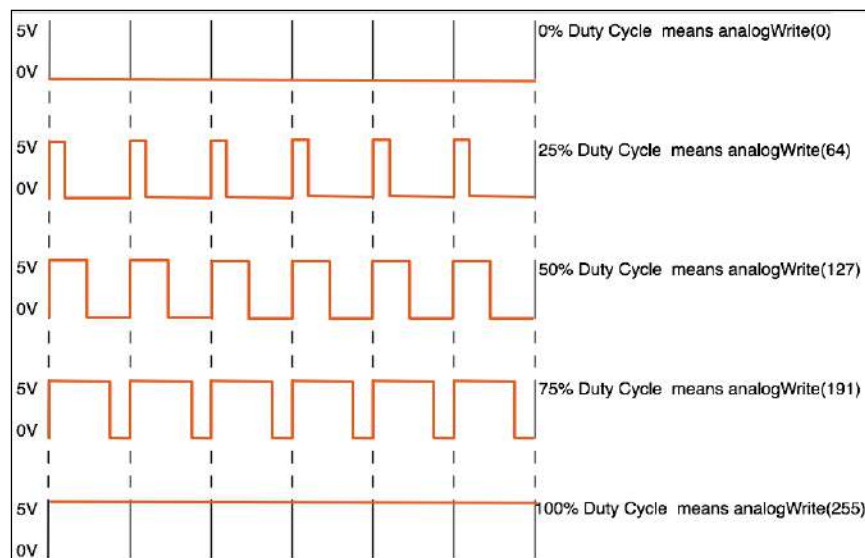 5V
0% Duty Cycle means analogWrite(0)
0V
5V
25% Duty Cycle means analogWrite(64)
0V
5V
50% Duty Cycle means analogWrite(127)
0V
5V
75% Duty Cycle means analogWrite(191)
0V
5V
100% Duty Cycle means analogWrite(255)
0V